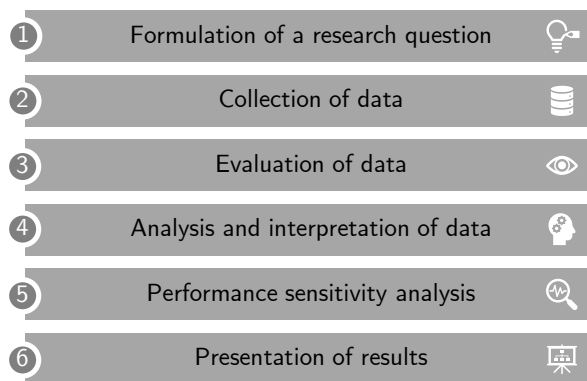 1 Formulation of a research question
2 Collection of data
3 Evaluation of data
4 Analysis and interpretation of data
5 Performance sensitivity analysis
6 Presentation of results